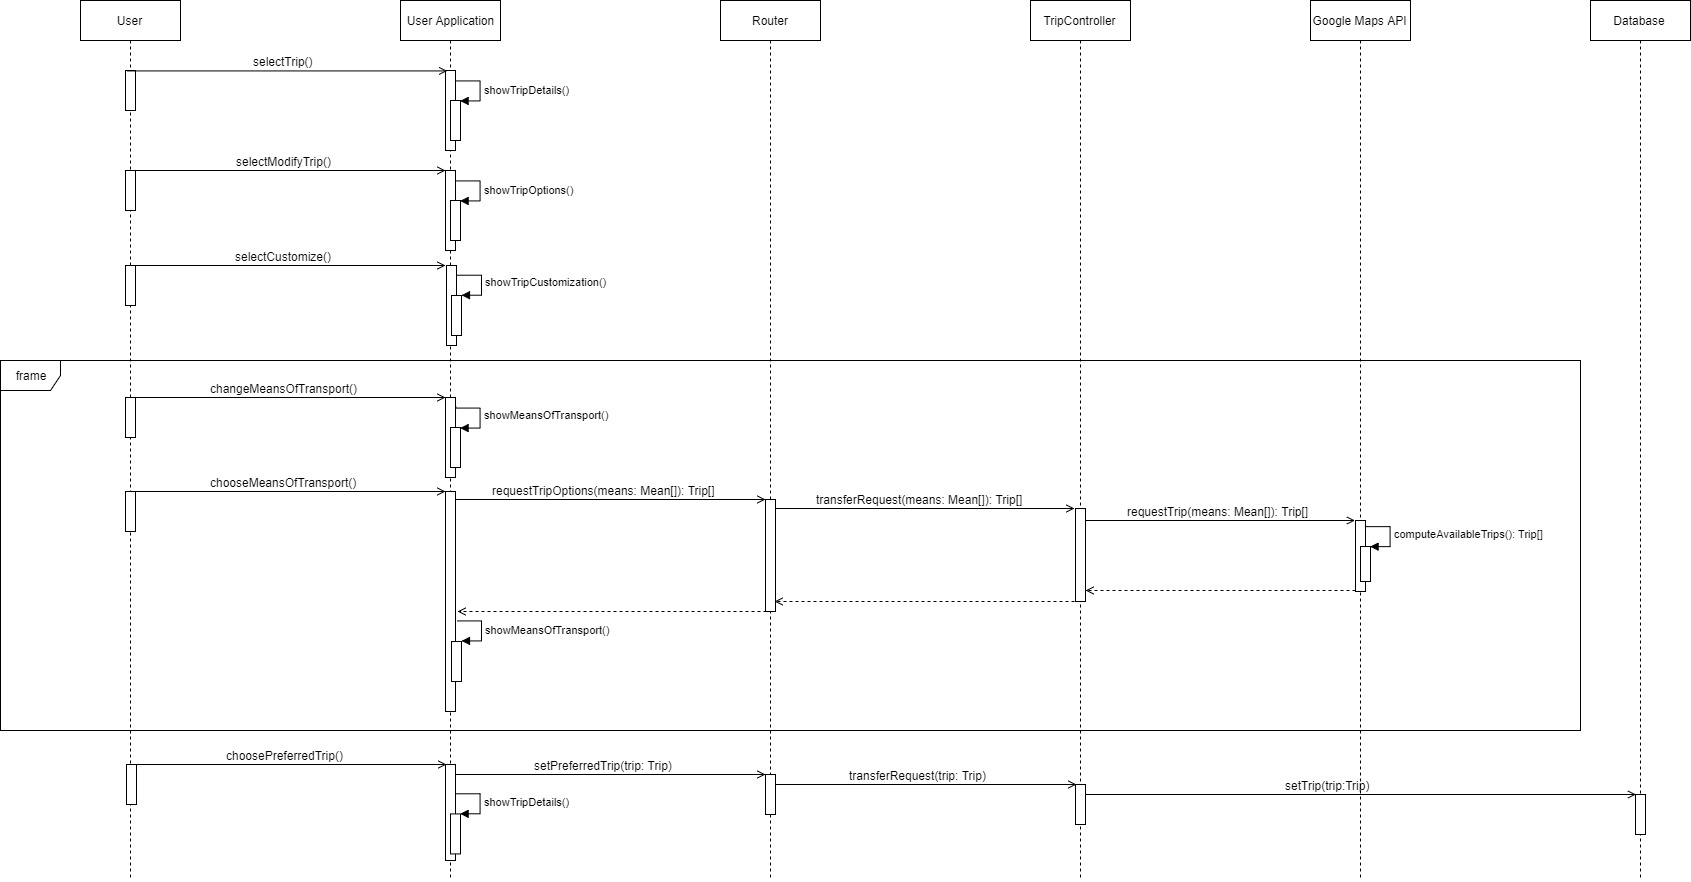 User
User Application
Router
TripController
Google Maps API
Database
selectTrip()
showTripDetails()
selectModifyTrip()
showTripOptions()
selectCustomize()
showTripCustomization()
frame
changeMeansOfTransport()
showMeansOfTransport()
chooseMeansOfTransport()
requestTripOptions(means: Mean[]): Trip[]
transferRequest(means: Mean[]): Trip[]
requestTrip(means: Mean[]): Trip[]
computeAvailableTrips(): Trip[]
showMeansOfTransport()
choosePreferredTrip()
setPreferredTrip(trip: Trip)
transferRequest(trip: Trip)
setTrip(trip:Trip)
showTripDetails()